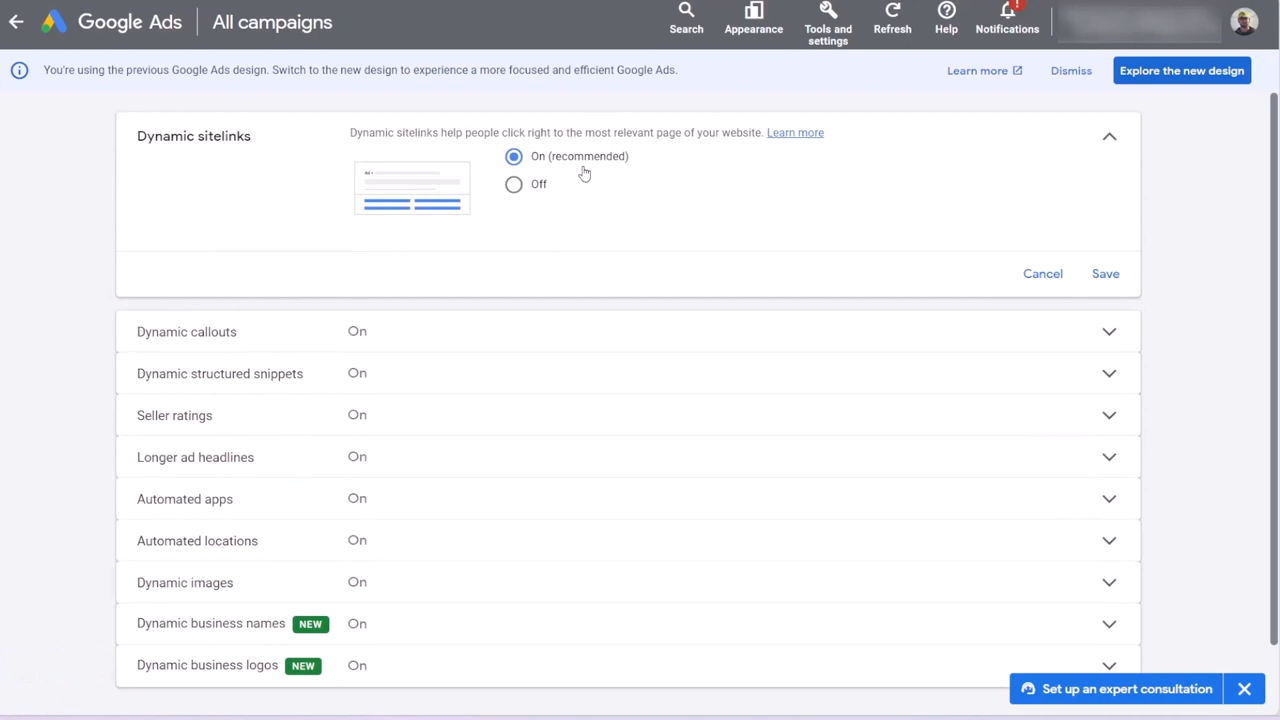 Google Ads
All campaigns
Search
Appearance
Tools and
settings
Refresh
Help
!
Notifications
You're using the previous Google Ads design. Switch to the new design to experience a more focused and efficient Google Ads.
Learn more
Dismiss
Explore the new design
Dynamic sitelinks
Dynamic sitelinks help people click right to the most relevant page of your website. Learn more
Ad
On (recommended)
Off
Cancel
Save
Dynamic callouts On
Dynamic structured snippets On
Seller ratings On
Longer ad headlines On
Automated apps On
Automated locations On
Dynamic images On
Dynamic business names NEW On
Dynamic business logos NEW On
Set up an expert consultation